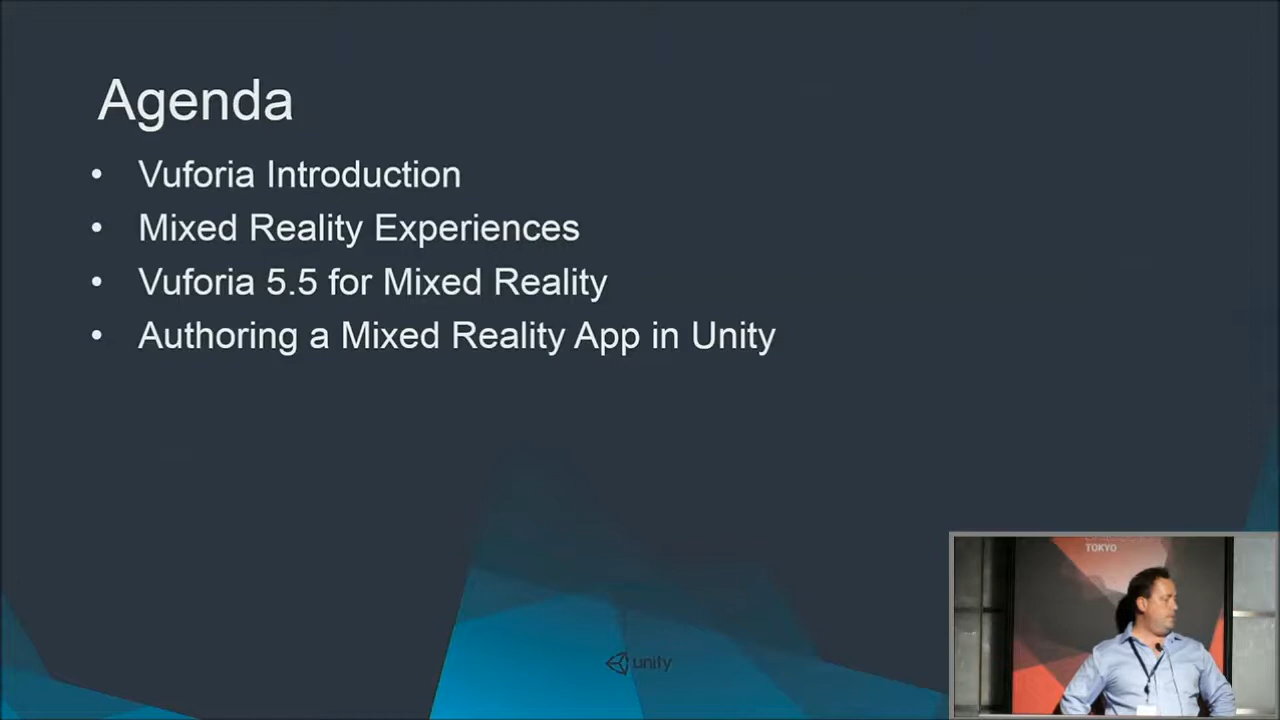 Agenda
• Vuforia Introduction
• Mixed Reality Experiences
• Vuforia 5.5 for Mixed Reality
• Authoring a Mixed Reality App in Unity
unity
TOKYO